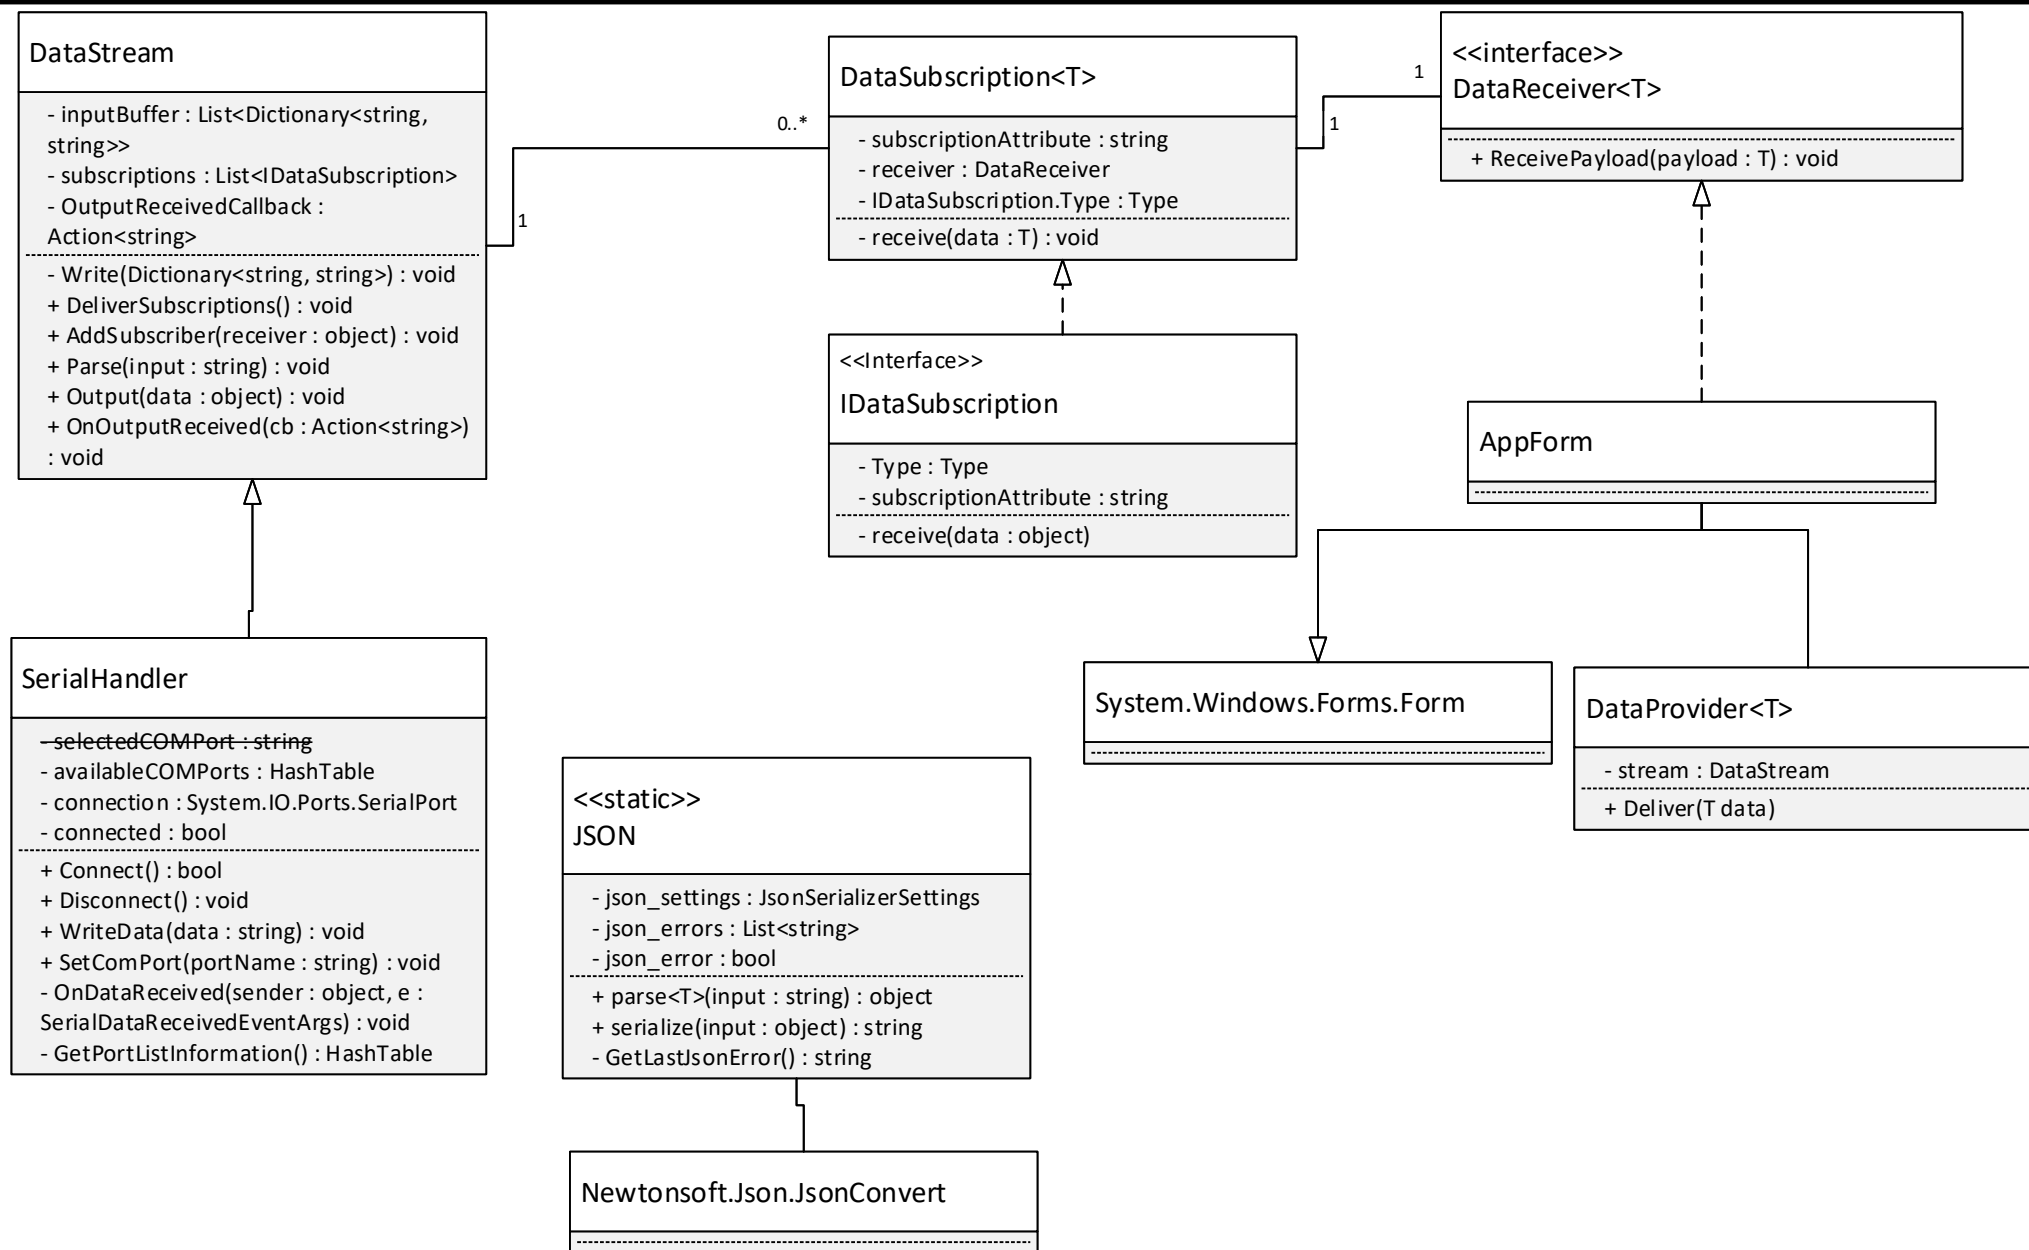 DataStream
- inputBuffer : List<Dictionary<string,
string>>
- subscriptions : List<IDataSubscription>
- OutputReceivedCallback :
Action<string>
- Write(Dictionary<string, string>) : void
+ DeliverSubscriptions() : void
+ AddSubscriber(receiver : object) : void
+ Parse(input : string) : void
+ Output(data : object) : void
+ OnOutputReceived(cb : Action<string>)
: void
1
0..*
DataSubscription<T>
- subscriptionAttribute : string
- receiver : DataReceiver
- IDataSubscription.Type : Type
- receive(data : T) : void
1
1
<<interface>>
DataReceiver<T>
+ ReceivePayload(payload : T) : void
<<Interface>>
IDataSubscription
- Type : Type
- subscriptionAttribute : string
- receive(data : object)
AppForm
SerialHandler
- selectedCOMPort : string
- availableCOMPorts : HashTable
- connection : System.IO.Ports.SerialPort
- connected : bool
+ Connect() : bool
+ Disconnect() : void
+ WriteData(data : string) : void
+ SetComPort(portName : string) : void
- OnDataReceived(sender : object, e :
SerialDataReceivedEventArgs) : void
- GetPortListInformation() : HashTable
System.Windows.Forms.Form
DataProvider<T>
- stream : DataStream
+ Deliver(T data)
<<static>>
JSON
- json_settings : JsonSerializerSettings
- json_errors : List<string>
- json_error : bool
+ parse<T>(input : string) : object
+ serialize(input : object) : string
- GetLastJsonError() : string
Newtonsoft.Json.JsonConvert